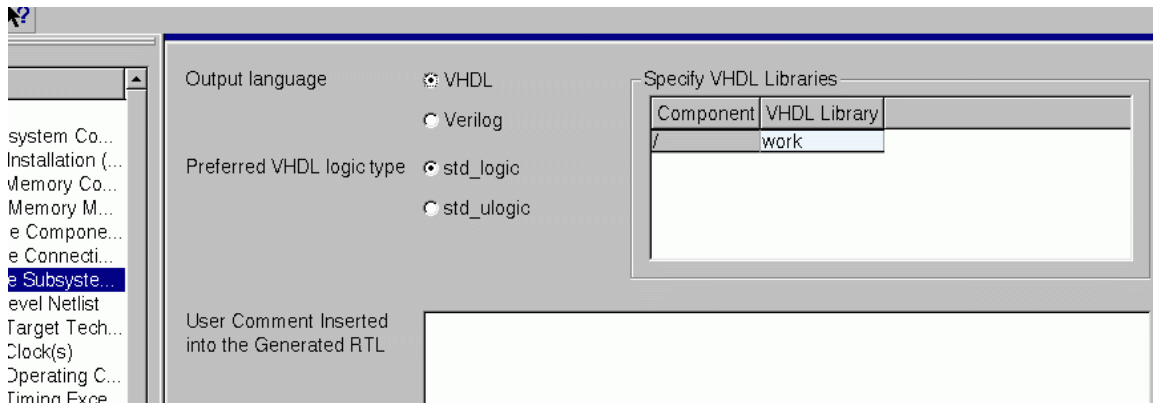 system Co...
Installation (...
Memory Co...
Memory M...
e Compone...
e Connecti...
e Subsyste...
evel Netlist
Target Tech...
Clock(s)
Operating C...
Timing Exce
Output language
VHDL
Verilog
Preferred VHDL logic type
std_logic
std_ulogic
Specify VHDL Libraries
Component VHDL Library
/ work
User Comment Inserted
into the Generated RTL